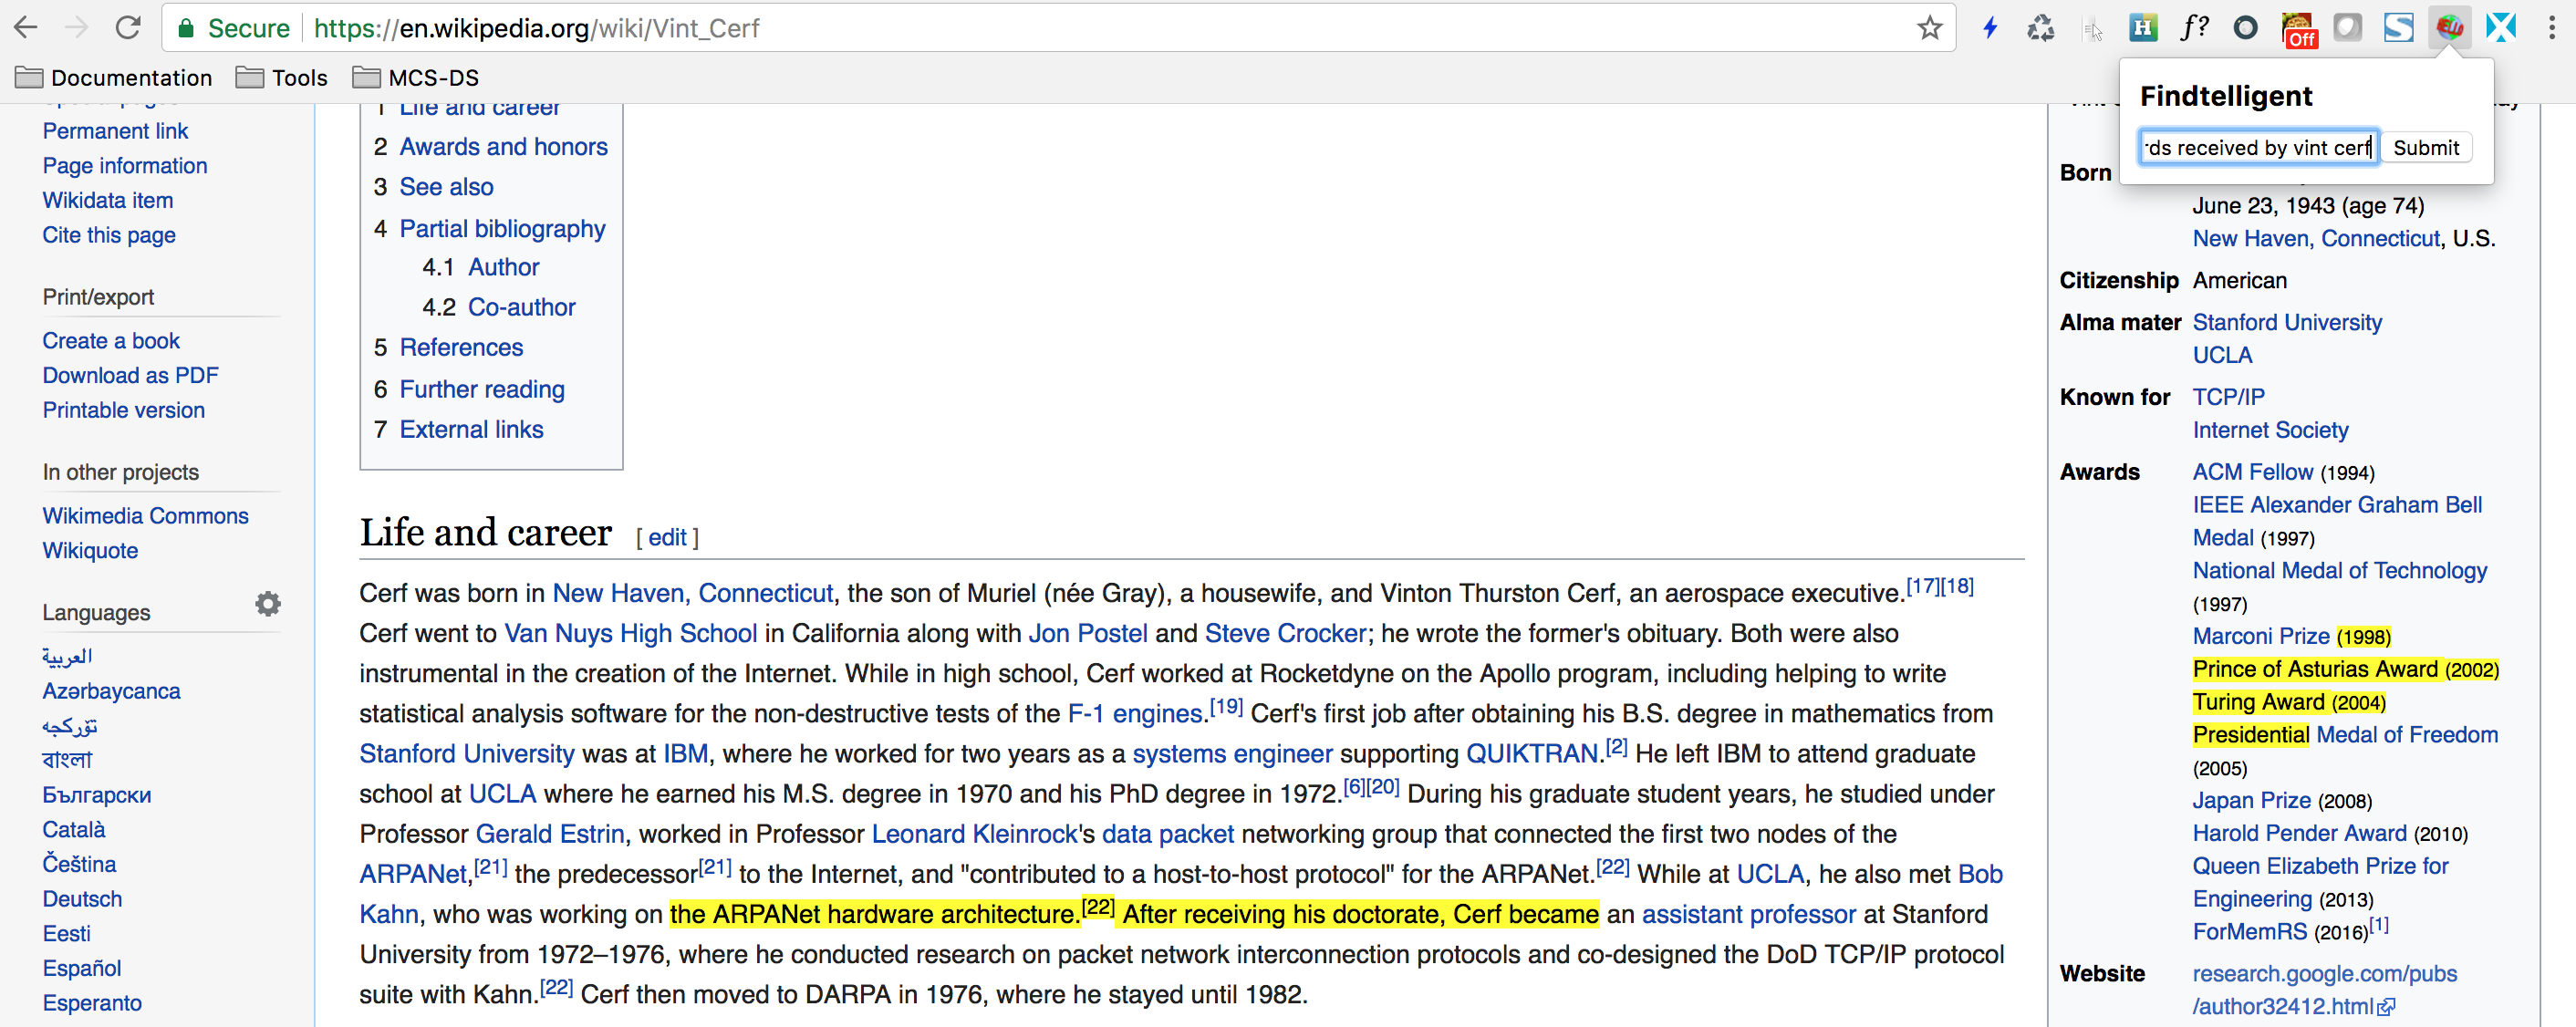 Secure https://en.wikipedia.org/wiki/Vint_Cerf
Off
Documentation Tools MCS-DS
Findtelligent
rds received by vint cerf Submit
Permanent link
Page information
Wikidata item
Cite this page
Print/export
Create a book
Download as PDF
Printable version
In other projects
Wikimedia Commons
Wikiquote
Languages
العربية
Azərbaycanca
تۆرکجه
বাংলা
Български
Català
Čeština
Deutsch
Eesti
Español
Esperanto
1 Life and career
2 Awards and honors
3 See also
4 Partial bibliography
4.1 Author
4.2 Co-author
5 References
6 Further reading
7 External links
Life and career [ edit ]
Cerf was born in New Haven, Connecticut, the son of Muriel (née Gray), a housewife, and Vinton Thurston Cerf, an aerospace executive.[17][18]
Cerf went to Van Nuys High School in California along with Jon Postel and Steve Crocker; he wrote the former's obituary. Both were also
instrumental in the creation of the Internet. While in high school, Cerf worked at Rocketdyne on the Apollo program, including helping to write
statistical analysis software for the non-destructive tests of the F-1 engines.[19] Cerf's first job after obtaining his B.S. degree in mathematics from
Stanford University was at IBM, where he worked for two years as a systems engineer supporting QUIKTRAN.[2] He left IBM to attend graduate
school at UCLA where he earned his M.S. degree in 1970 and his PhD degree in 1972.[6][20] During his graduate student years, he studied under
Professor Gerald Estrin, worked in Professor Leonard Kleinrock's data packet networking group that connected the first two nodes of the
ARPANet,[21] the predecessor[21] to the Internet, and "contributed to a host-to-host protocol" for the ARPANet.[22] While at UCLA, he also met Bob
Kahn, who was working on the ARPANet hardware architecture.[22] After receiving his doctorate, Cerf became an assistant professor at Stanford
University from 1972–1976, where he conducted research on packet network interconnection protocols and co-designed the DoD TCP/IP protocol
suite with Kahn.[22] Cerf then moved to DARPA in 1976, where he stayed until 1982.
Born
June 23, 1943 (age 74)
New Haven, Connecticut, U.S.
Citizenship American
Alma mater Stanford University
UCLA
Known for TCP/IP
Internet Society
Awards ACM Fellow (1994)
IEEE Alexander Graham Bell
Medal (1997)
National Medal of Technology
(1997)
Marconi Prize (1998)
Prince of Asturias Award (2002)
Turing Award (2004)
Presidential Medal of Freedom
(2005)
Japan Prize (2008)
Harold Pender Award (2010)
Queen Elizabeth Prize for
Engineering (2013)
ForMemRS (2016)[1]
Website research.google.com/pubs
/author32412.html